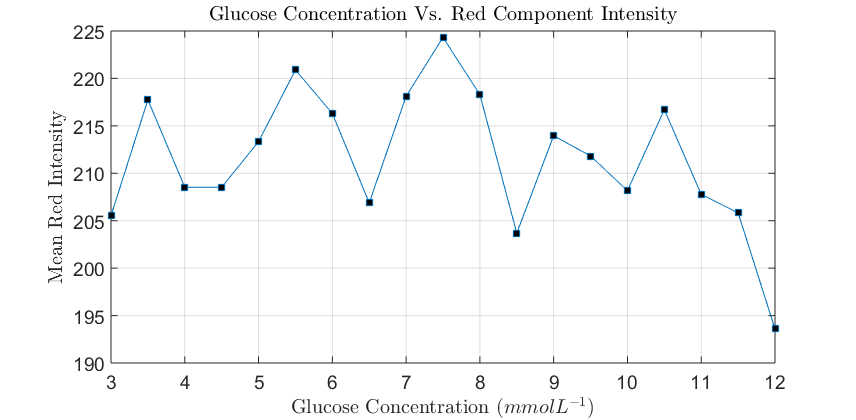 Glucose Concentration Vs. Red Component Intensity
225
220
215
210
205
200
195
190
Mean Red Intensity
3 4 5 6 7 8 9 10 11 12
Glucose Concentration (mmolL⁻¹)